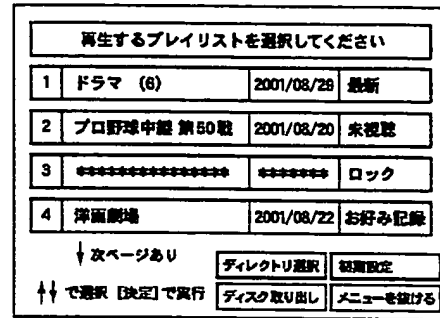 再生するプレイリストを選択してください
1 ドラマ (6) 2001/08/29 最新
2 プロ野球中継 第50戦 2001/08/20 未視聴
3 *************** ******* ロック
4 洋画劇場 2001/08/22 お好み記録
↓次ページあり
ディレクトリ選択 初期設定
↑↓で選択 [決定]で実行 ディスク取り出し メニューを抜ける